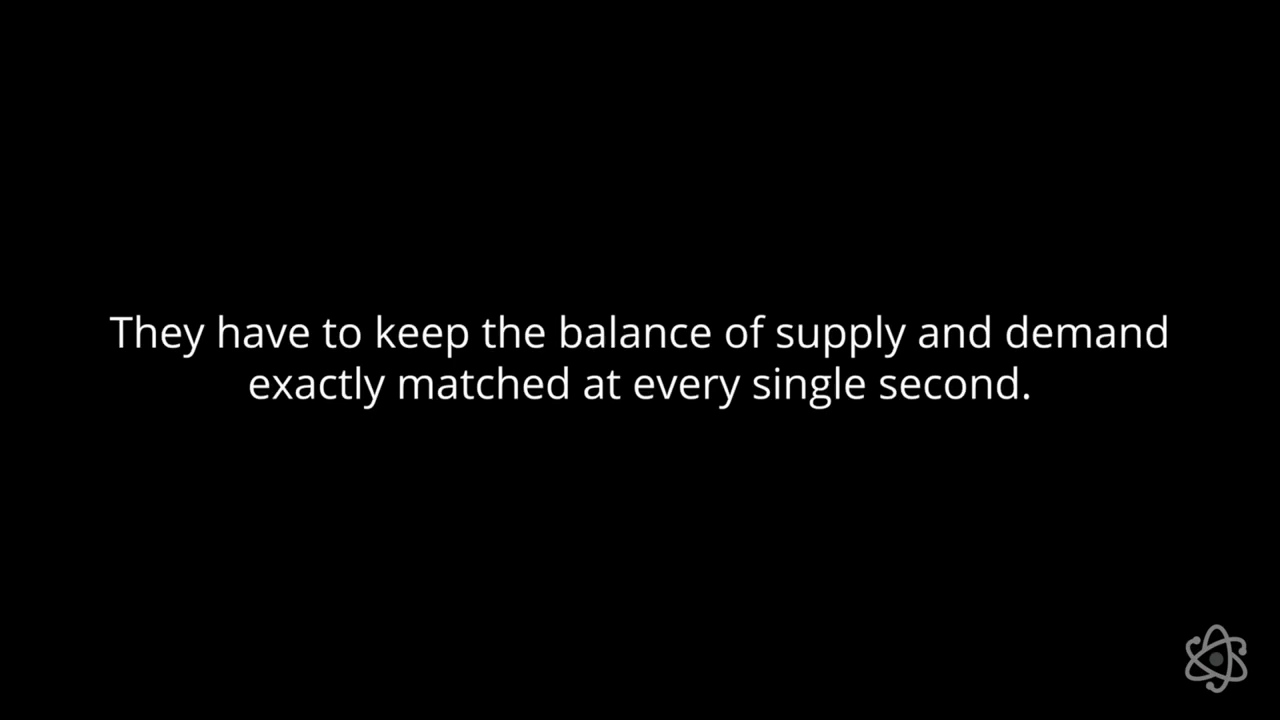 They have to keep the balance of supply and demand
exactly matched at every single second.